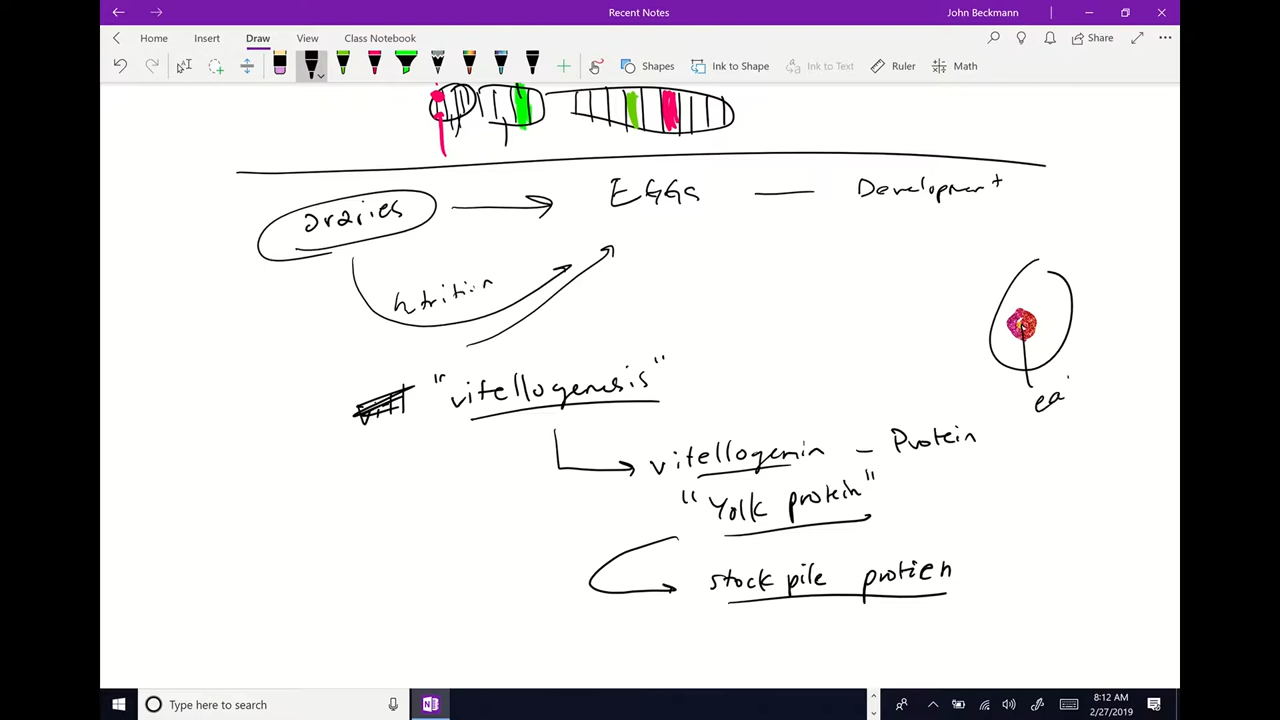 Recent Notes
John Beckmann
Home Insert Draw View Class Notebook
Share
Shapes
Ink to Shape
Ink to Text
Ruler
Math
ovaries EGGs Development
nutrition
"vitellogenesis"
vitellogenin - Protein
"Yolk protein"
stock pile protien
Type here to search
8:12 AM
2/27/2019